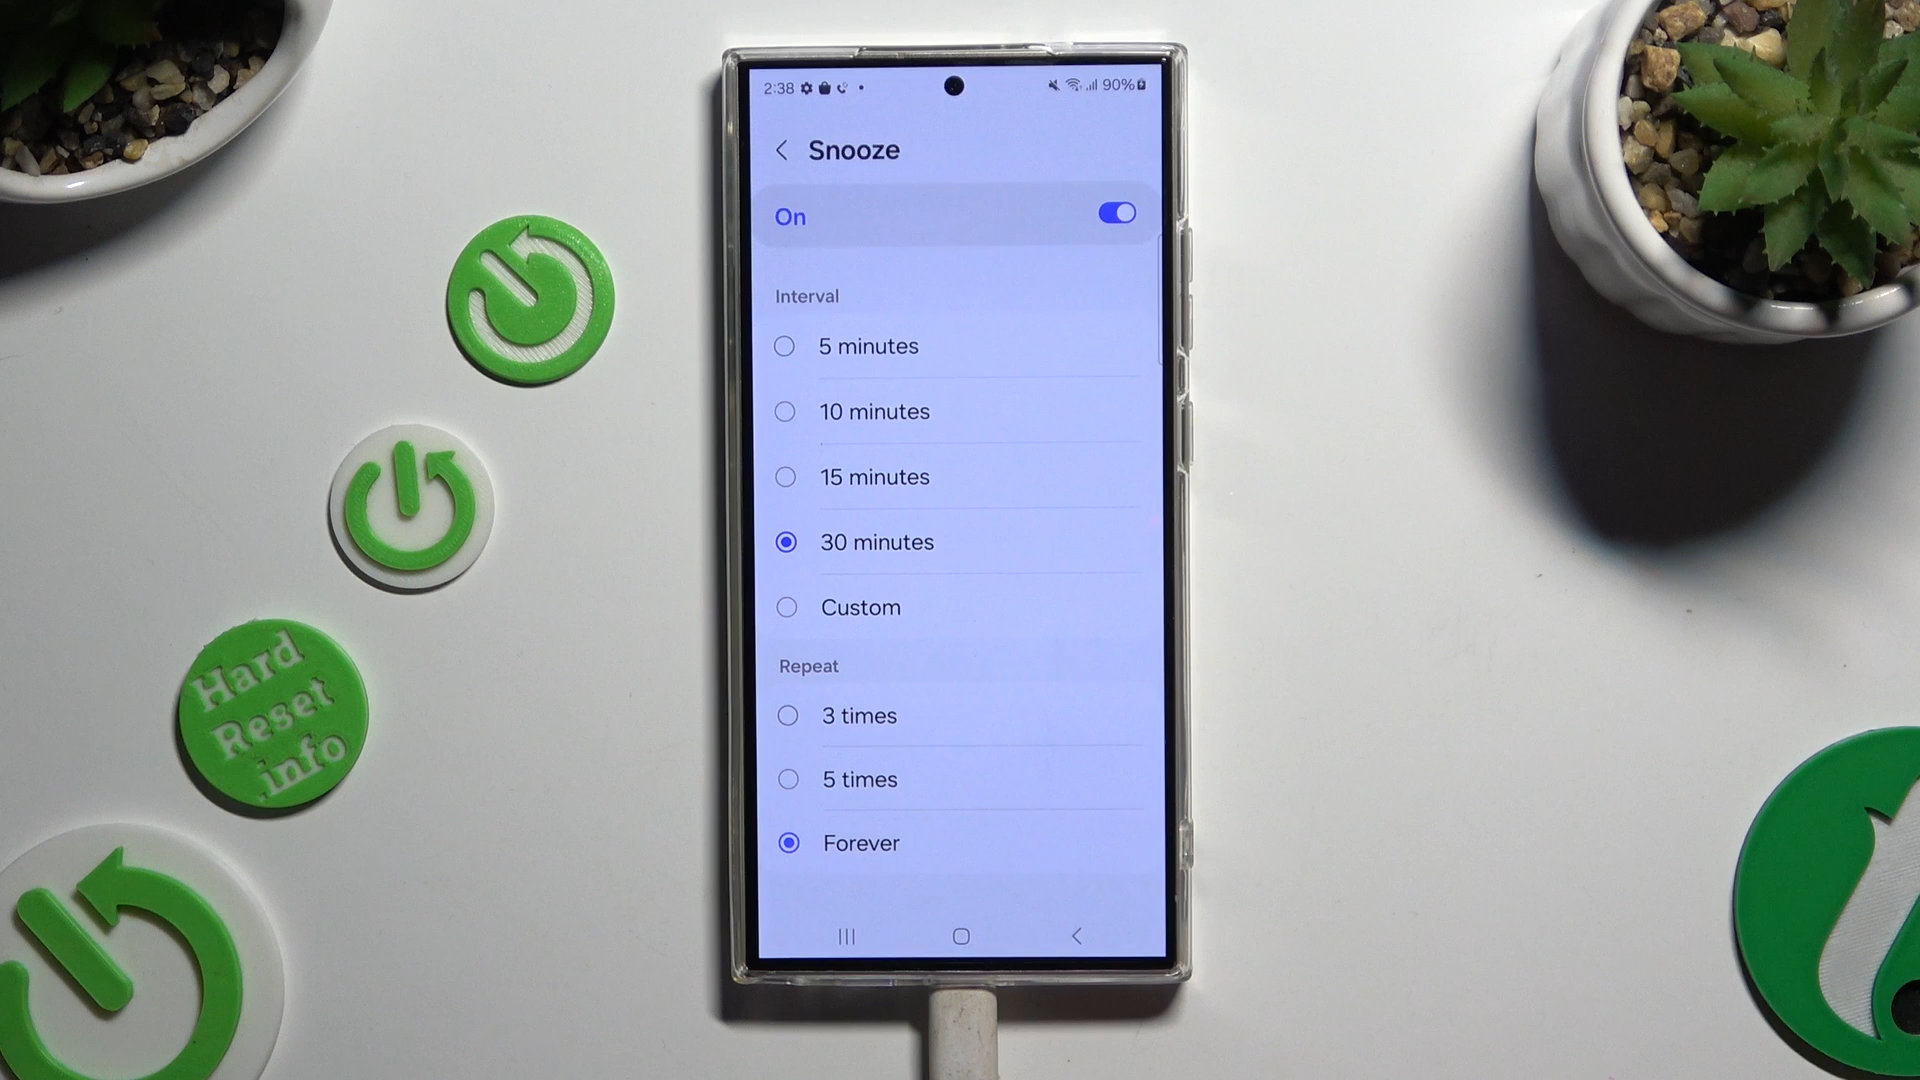 2:38
90%
Snooze
On
Interval
5 minutes
10 minutes
15 minutes
30 minutes
Custom
Repeat
3 times
5 times
Forever
Hard
Reset
.info